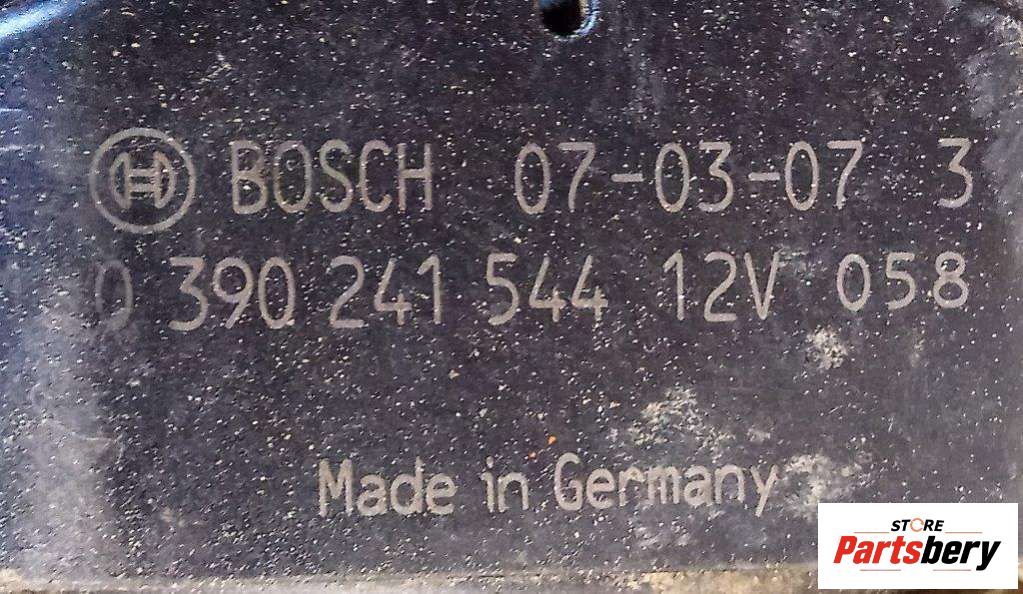 BOSCH 07-03-07 3
0 390 241 544 12V 058
Made in Germany
STORE
Partsbery